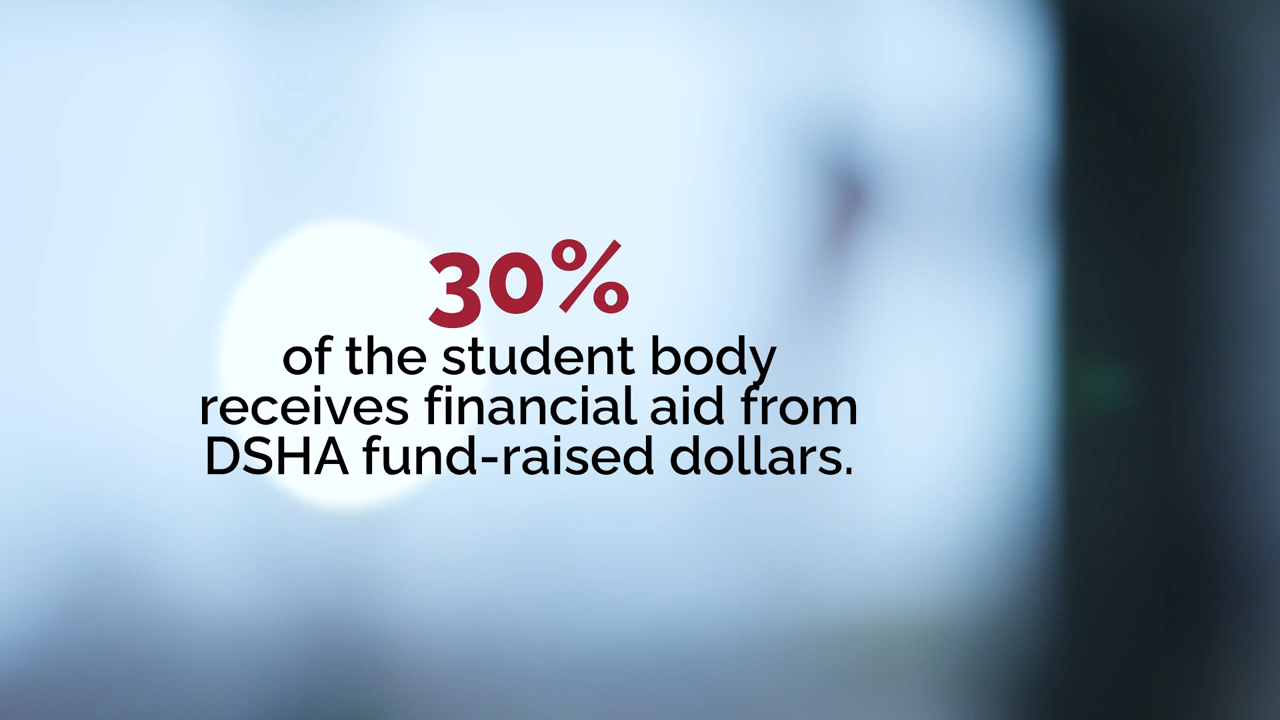 30%
of the student body
receives financial aid from
DSHA fund-raised dollars.